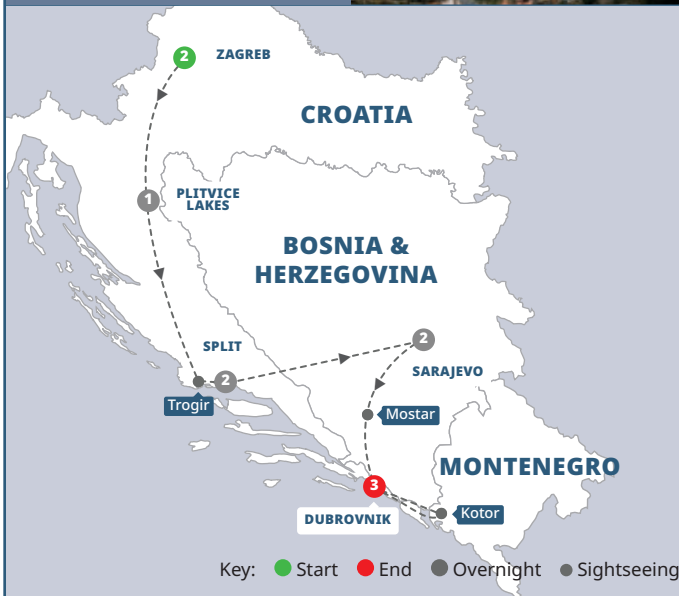 2
ZAGREB
CROATIA
1
PLITVICE
LAKES
BOSNIA &
HERZEGOVINA
SPLIT
2
SARAJEVO
2
Trogir
Mostar
MONTENEGRO
3
Kotor
DUBROVNIK
Key: Start End Overnight Sightseeing